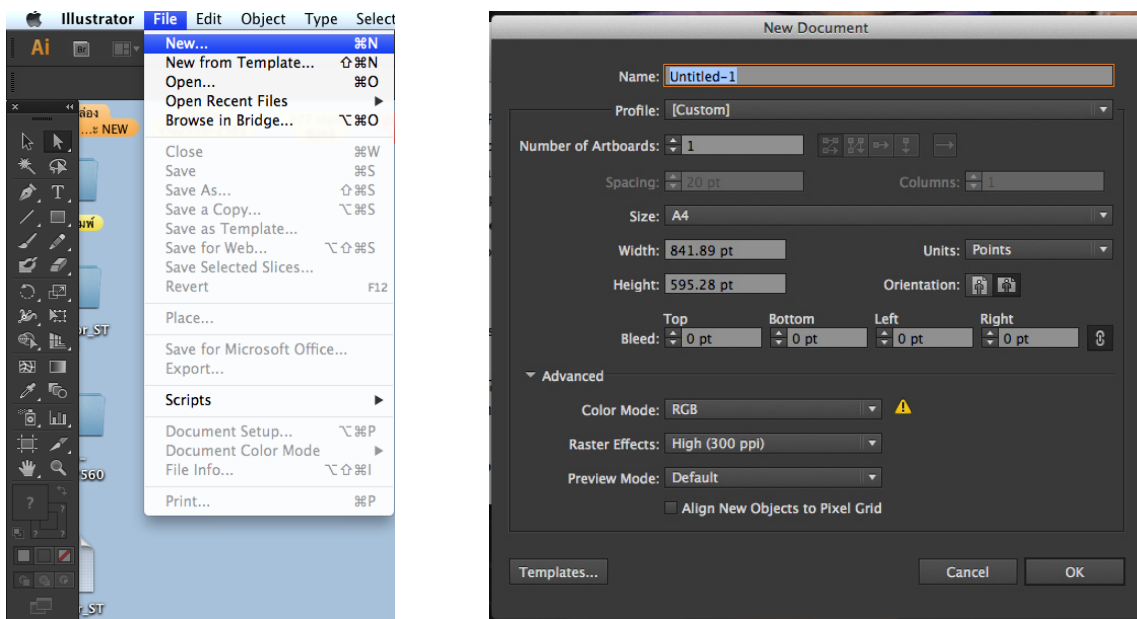 Illustrator File Edit Object Type Select
Ai Br
New... ⌘N
New from Template... ⇧⌘N
Open... ⌘O
Open Recent Files ▶
Browse in Bridge... ⌥⌘O
Close ⌘W
Save ⌘S
Save As... ⇧⌘S
Save a Copy... ⌥⌘S
Save as Template...
Save for Web... ⌥⇧⌘S
Save Selected Slices...
Revert F12
Place...
Save for Microsoft Office...
Export...
Scripts ▶
Document Setup... ⌥⌘P
Document Color Mode ▶
File Info... ⌥⇧⌘I
Print... ⌘P
NEW
r_ST
560
r_ST
New Document
Name: Untitled-1
Profile: [Custom]
Number of Artboards: 1
Spacing: 20 pt Columns: 1
Size: A4
Width: 841.89 pt Units: Points
Height: 595.28 pt Orientation:
Top Bottom Left Right
Bleed: 0 pt 0 pt 0 pt 0 pt
Advanced
Color Mode: RGB
Raster Effects: High (300 ppi)
Preview Mode: Default
Align New Objects to Pixel Grid
Templates... Cancel OK